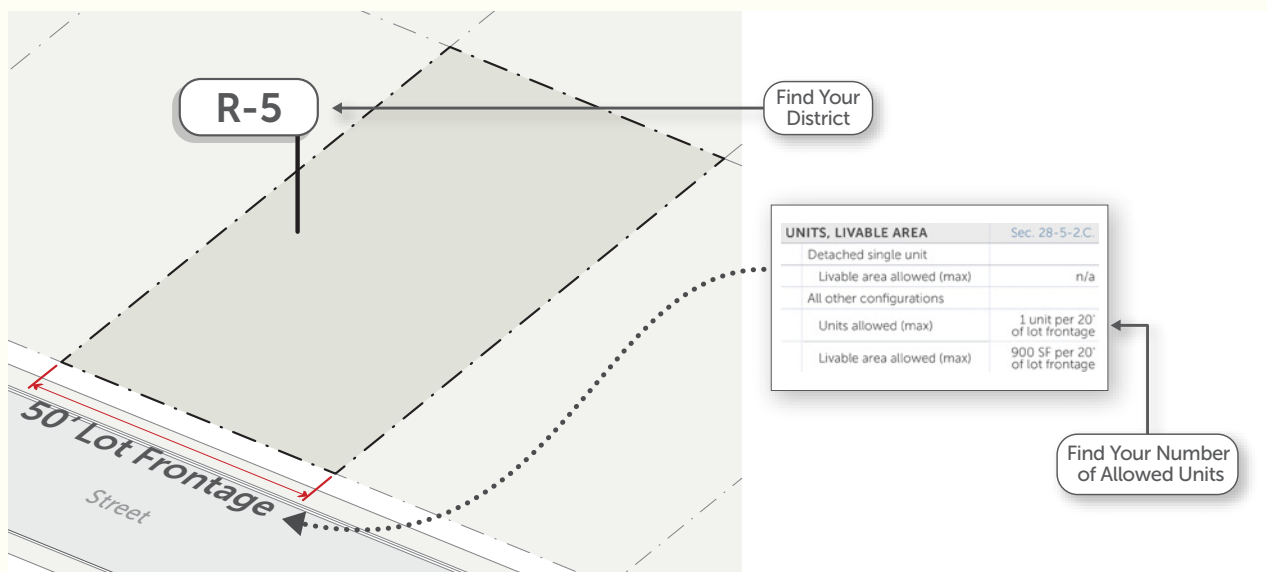 R-5
Find Your
District
UNITS, LIVABLE AREA Sec. 28-5-2.C.
Detached single unit
Livable area allowed (max) n/a
All other configurations
Units allowed (max) 1 unit per 20'
of lot frontage
Livable area allowed (max) 900 SF per 20'
of lot frontage
50' Lot Frontage
Street
Find Your Number
of Allowed Units